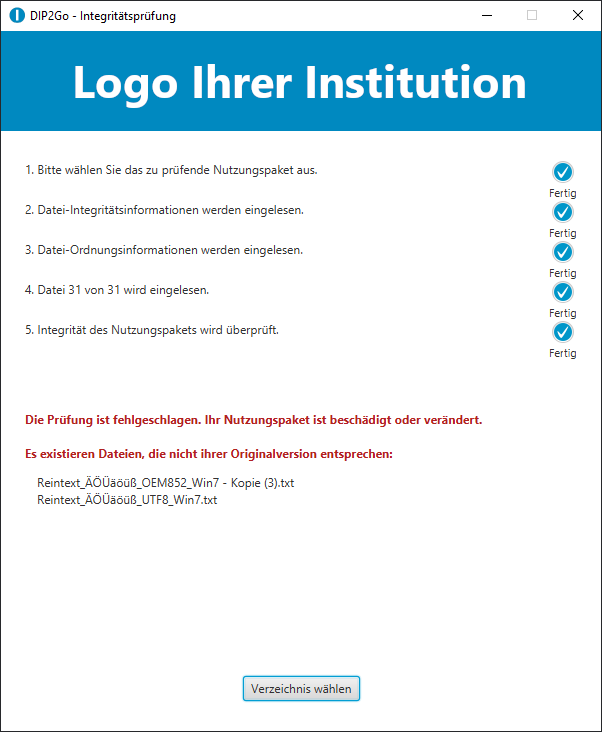 DIP2Go - Integritätsprüfung
Logo Ihrer Institution
1. Bitte wählen Sie das zu prüfende Nutzungspaket aus.
Fertig
2. Datei-Integritätsinformationen werden eingelesen.
Fertig
3. Datei-Ordnungsinformationen werden eingelesen.
Fertig
4. Datei 31 von 31 wird eingelesen.
Fertig
5. Integrität des Nutzungspakets wird überprüft.
Fertig
Die Prüfung ist fehlgeschlagen. Ihr Nutzungspaket ist beschädigt oder verändert.
Es existieren Dateien, die nicht ihrer Originalversion entsprechen:
Reintext_ÄÖÜäöüß_OEM852_Win7 - Kopie (3).txt
Reintext_ÄÖÜäöüß_UTF8_Win7.txt
Verzeichnis wählen